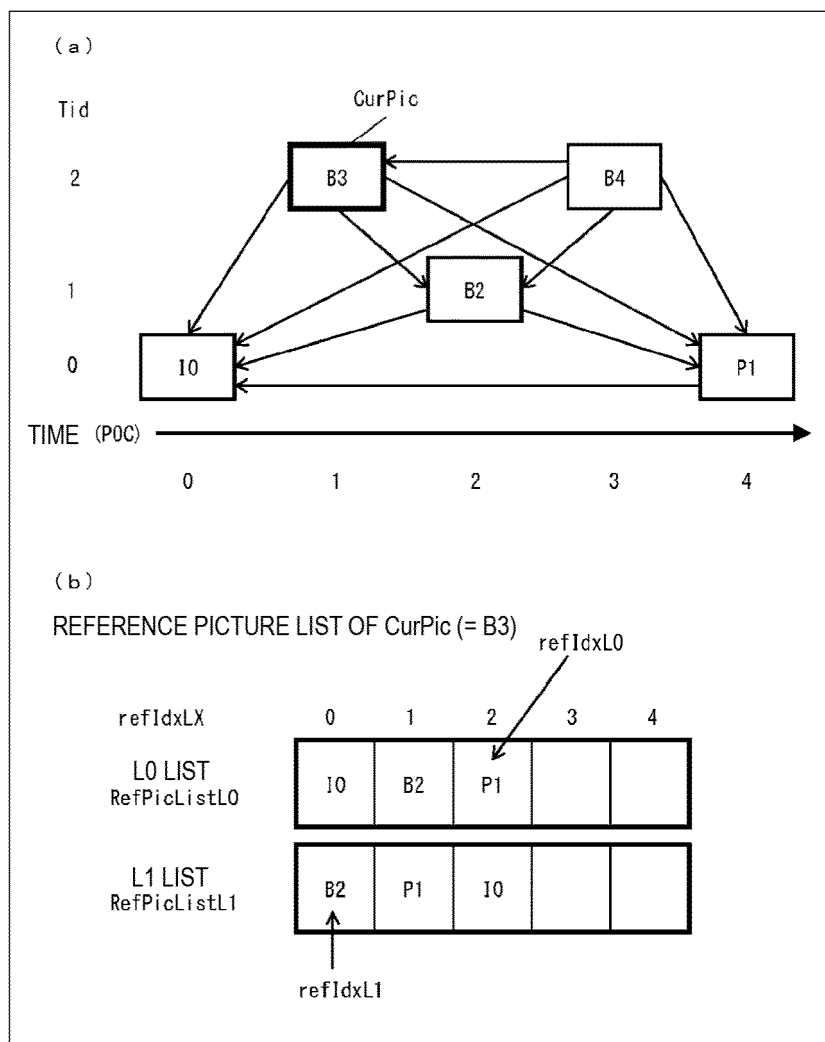 (a)
CurPic
Tid
2 B3 B4
1 B2
0 I0 P1
TIME (POC)
0 1 2 3 4
(b)
REFERENCE PICTURE LIST OF CurPic (= B3)
refIdxL0
refIdxLX 0 1 2 3 4
L0 LIST
RefPicListL0 I0 B2 P1
L1 LIST
RefPicListL1 B2 P1 I0
refIdxL1